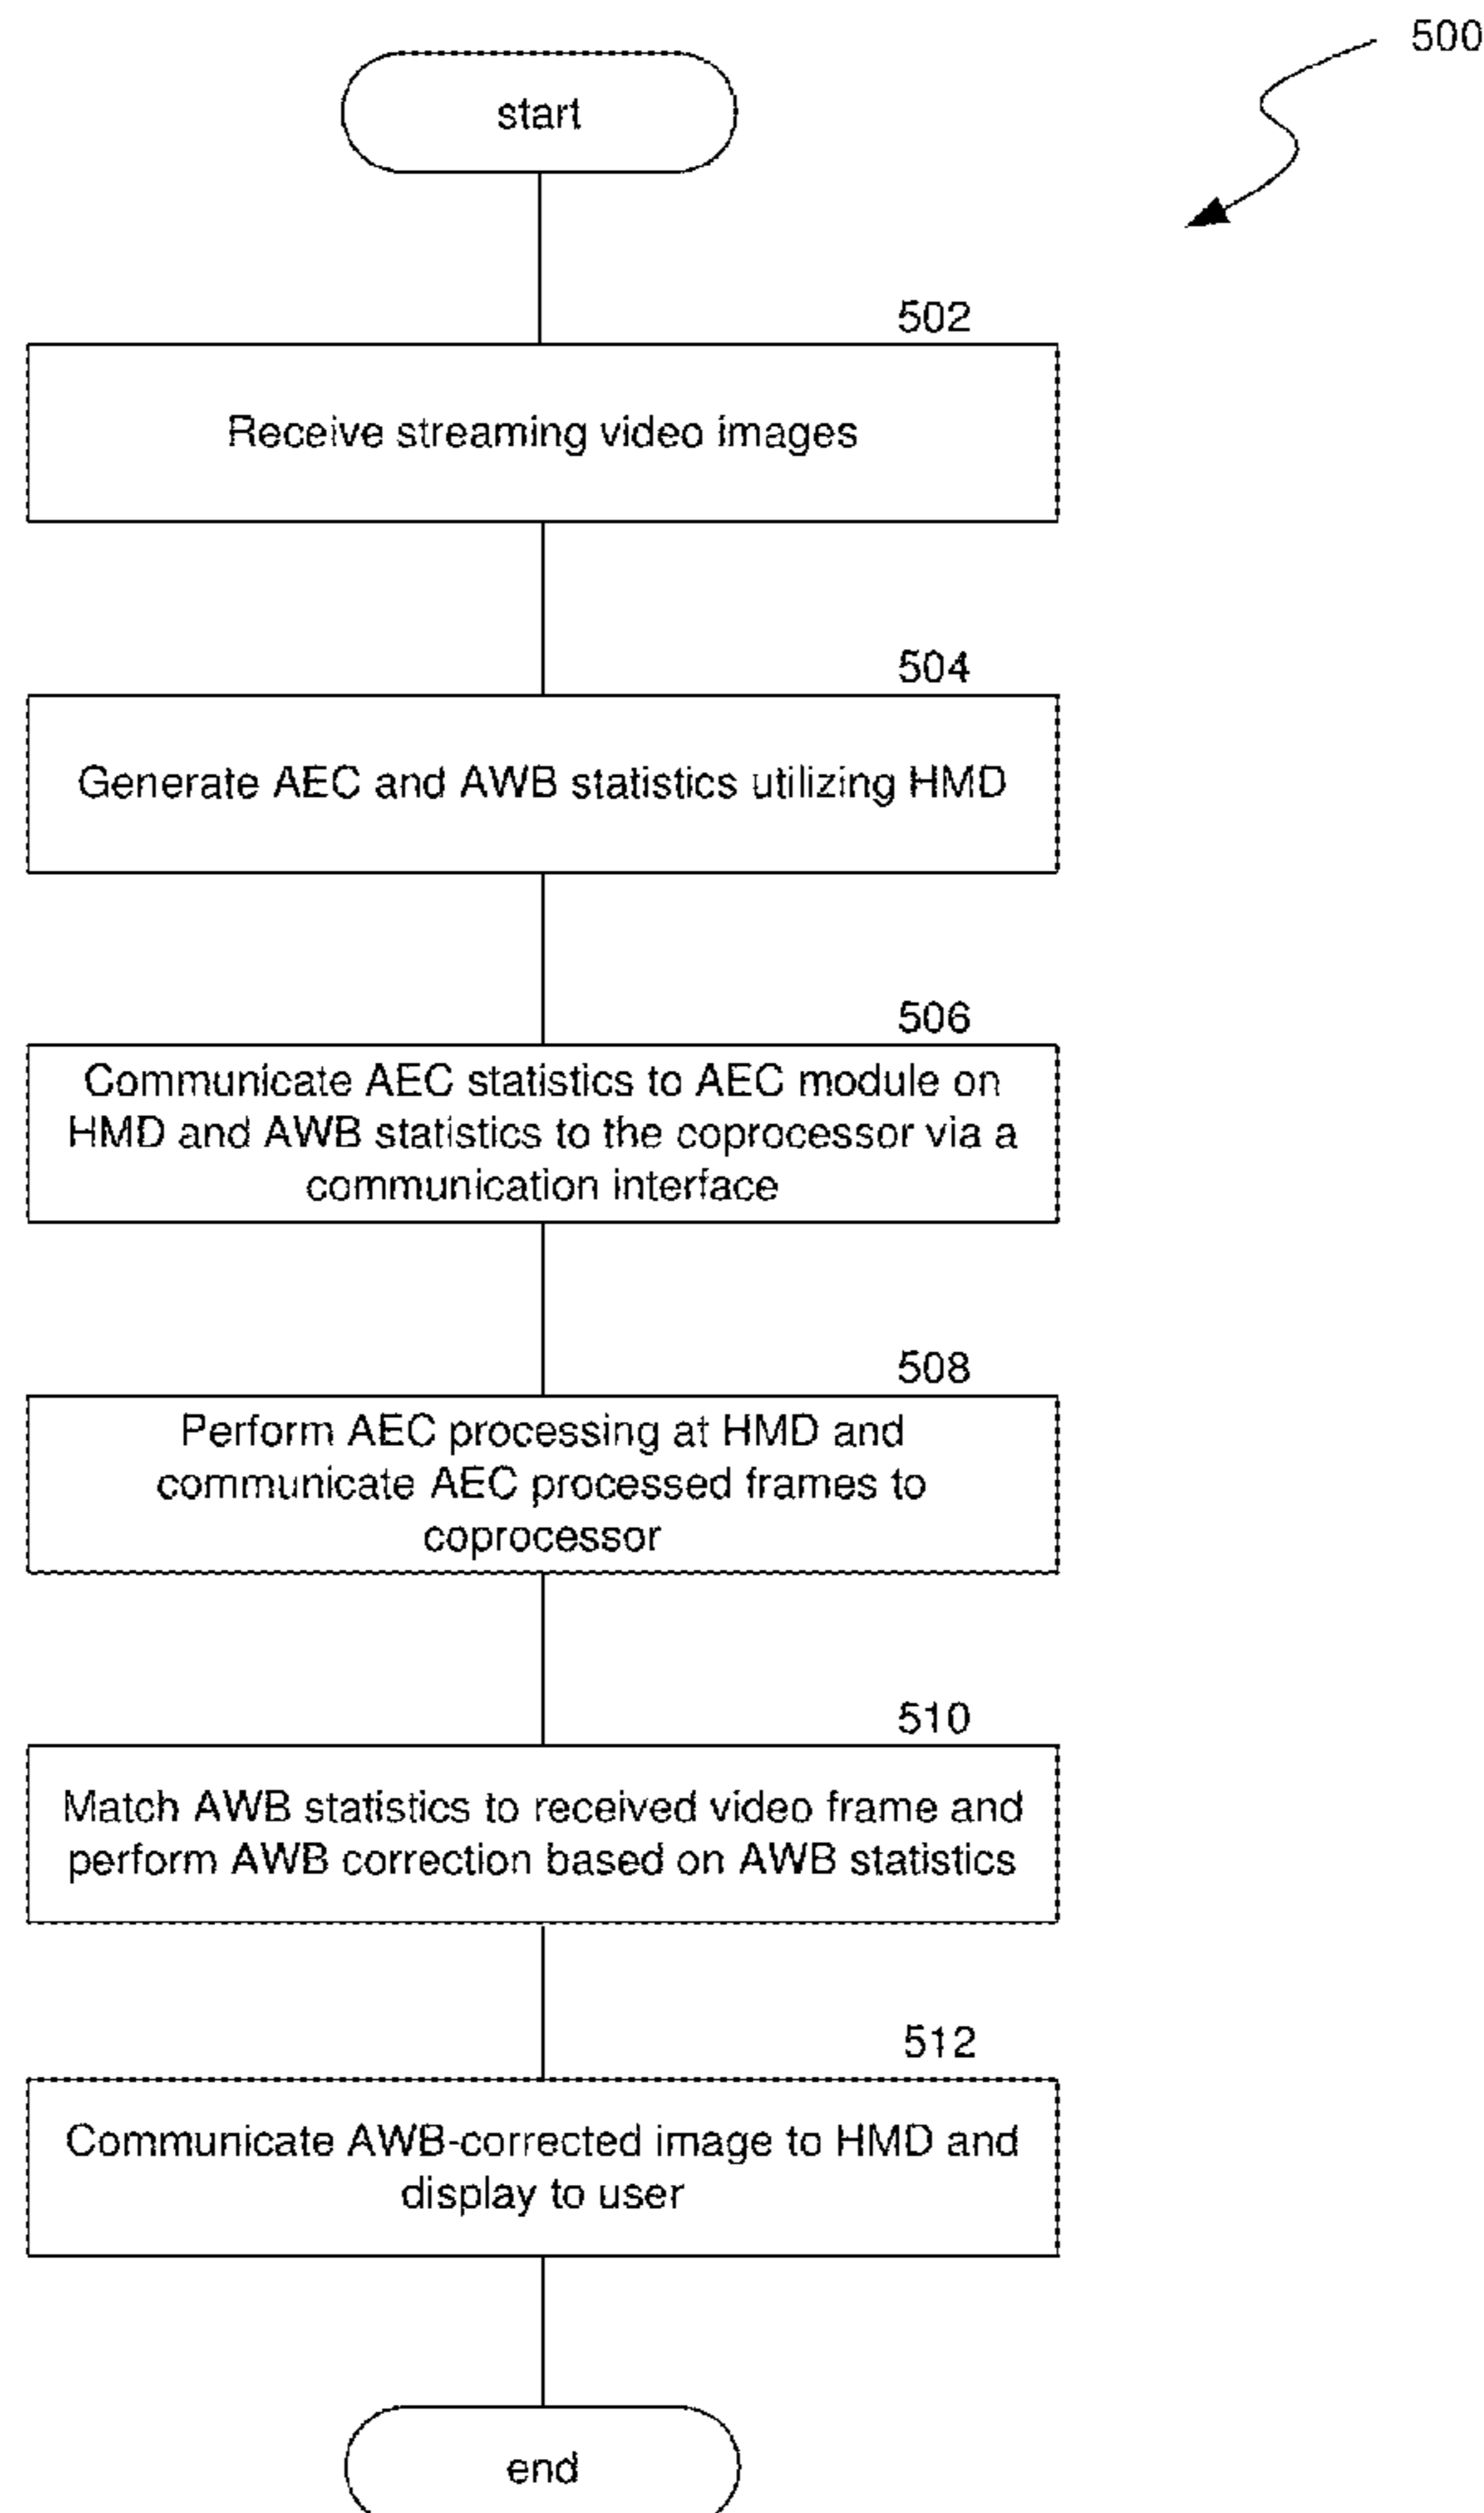 500
start
502
Receive streaming video images
504
Generate AEC and AWB statistics utilizing HMD
506
Communicate AEC statistics to AEC module on
HMD and AWB statistics to the coprocessor via a
communication interface
508
Perform AEC processing at HMD and
communicate AEC processed frames to
coprocessor
510
Match AWB statistics to received video frame and
perform AWB correction based on AWB statistics
512
Communicate AWB-corrected image to HMD and
display to user
end